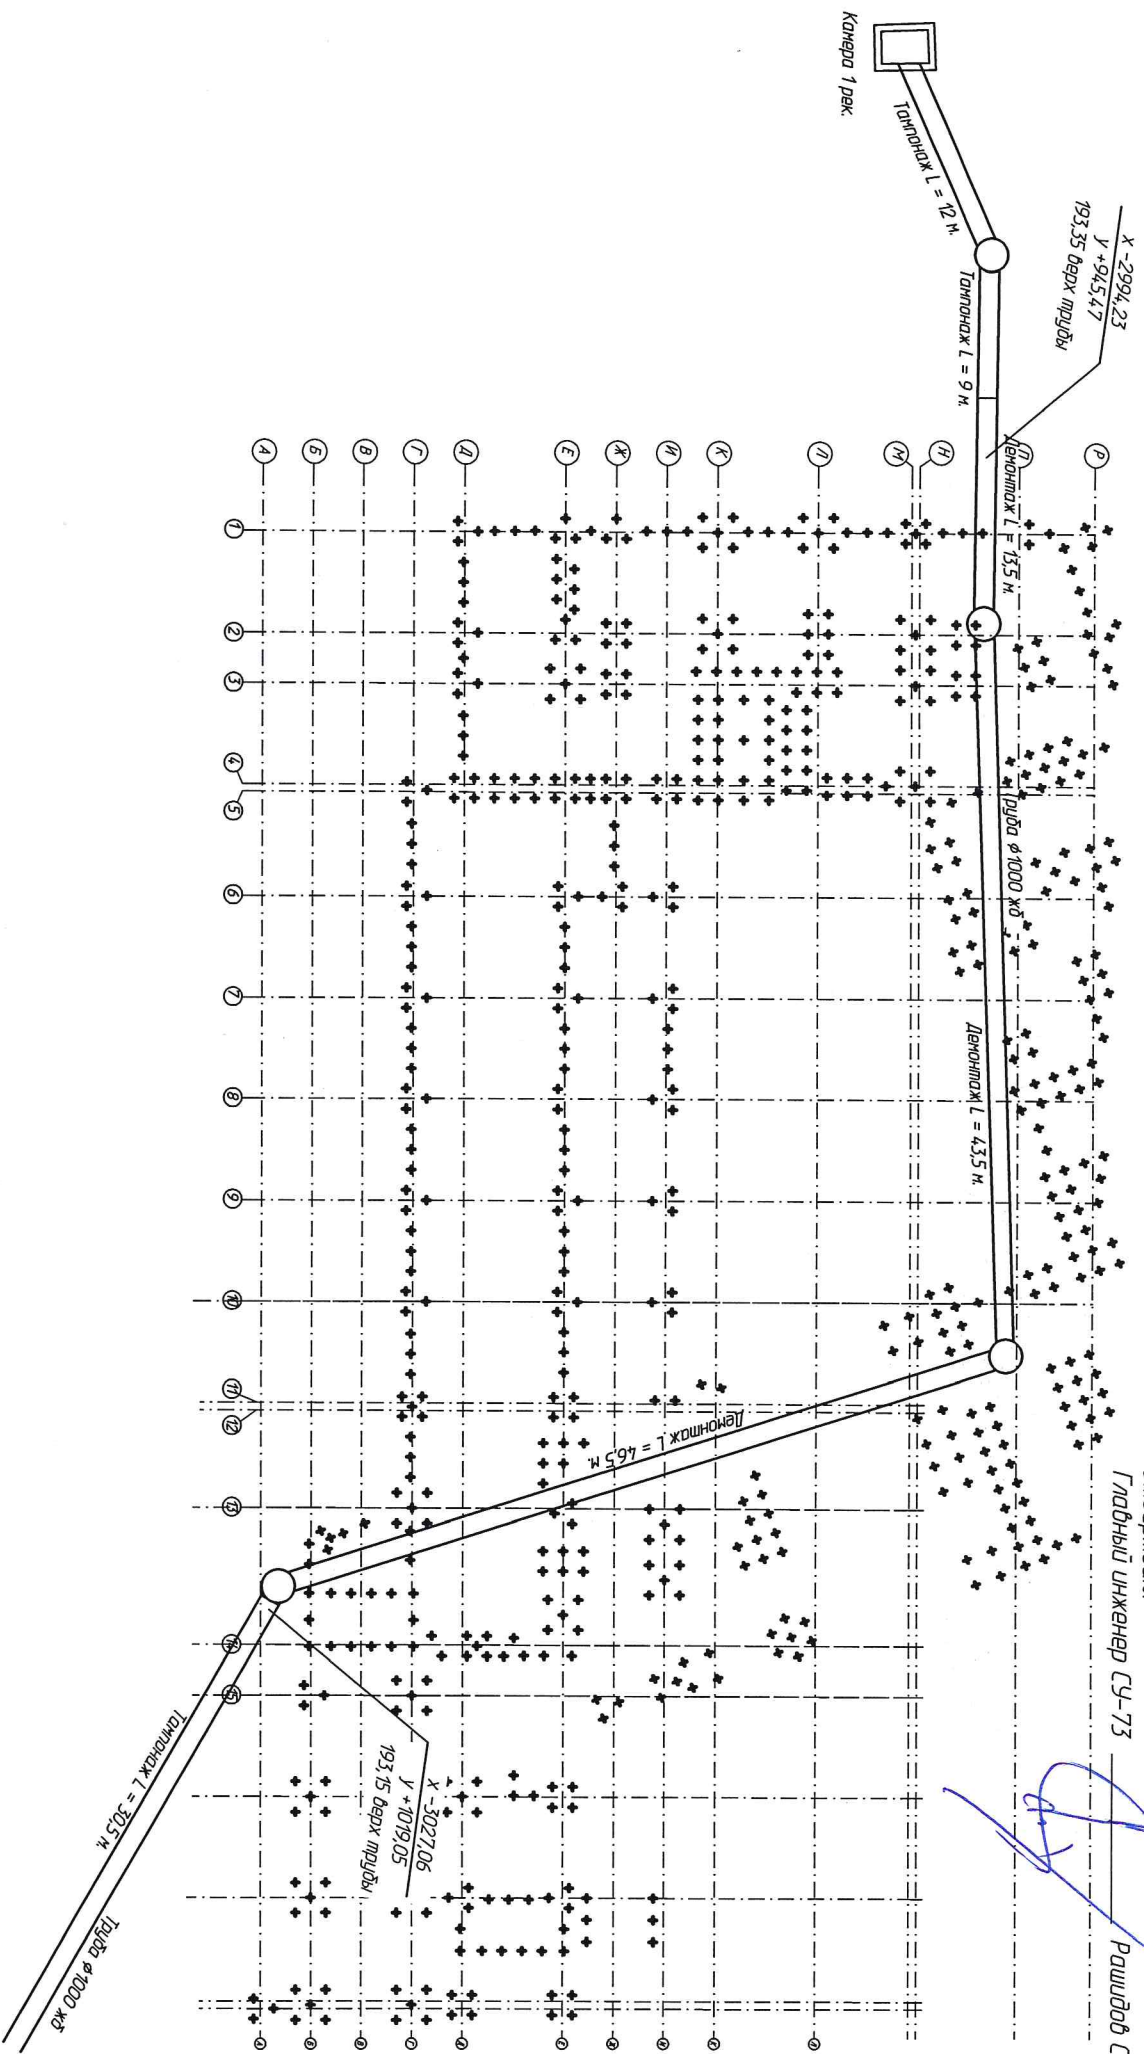 Камера 1 рек.
Тампонаж L = 12 м.
Тампонаж L = 9 м.
x -2994,23
y +945,47
193,35 верх трубы
Демонтаж L = 13,5 м.
Труба ϕ1000 жб
Демонтаж L = 43,5 м.
Демонтаж L = 46,5 м.
x -3027,06
y +1019,05
193,15 верх трубы
Тампонаж L = 30,5 м.
Труба ϕ1000 жб
Главный инженер СУ-73
Рашидов С
А
Б
В
Г
Д
Е
Ж
И
К
Л
М
Н
П
Р
1
2
3
4
5
6
7
8
9
10
11
12
13
14
15